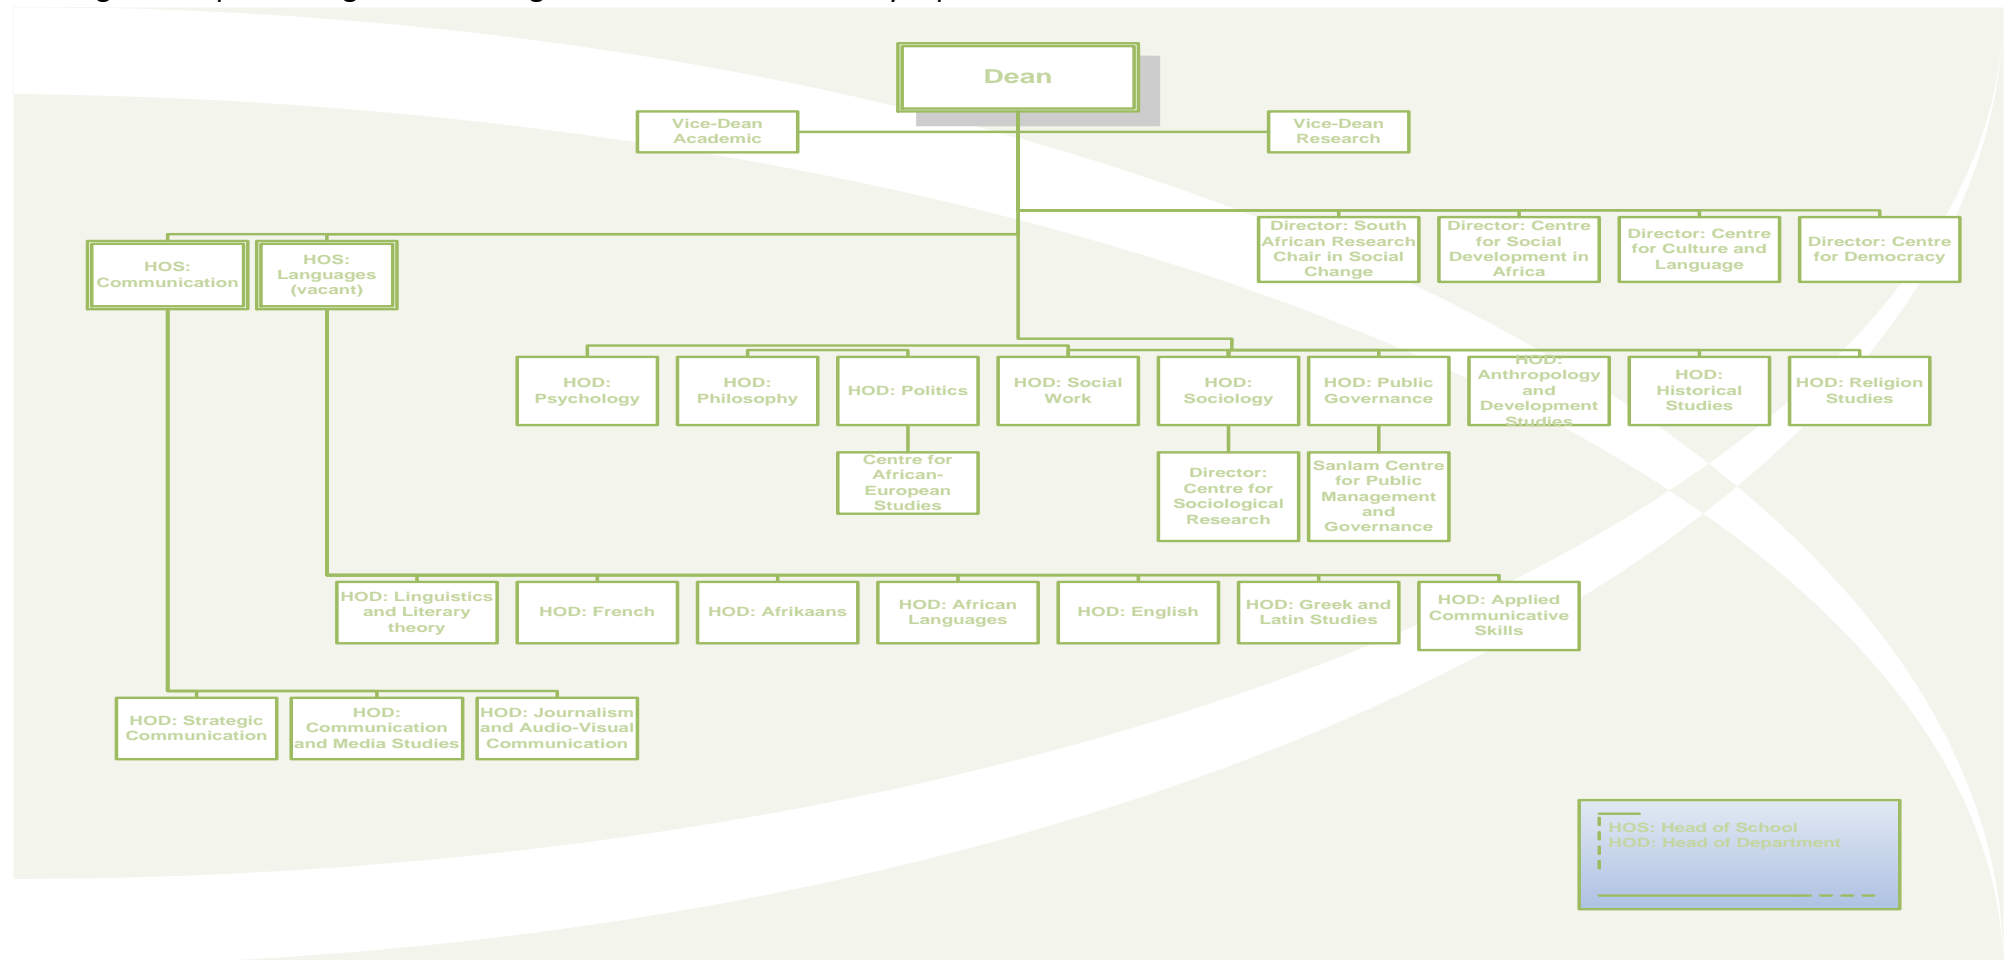 Dean
Vice-Dean
Academic
Vice-Dean
Research
Director: South
African Research
Chair in Social
Change
Director: Centre
for Social
Development in
Africa
Director: Centre
for Culture and
Language
Director: Centre
for Democracy
HOS:
Communication
HOS:
Languages
(vacant)
HOD:
Psychology
HOD:
Philosophy
HOD: Politics
HOD: Social
Work
HOD:
Sociology
HOD: Public
Governance
HOD:
Anthropology
and
Development
Studies
HOD:
Historical
Studies
HOD: Religion
Studies
Centre for
African-
European
Studies
Director:
Centre for
Sociological
Research
Sanlam Centre
for Public
Management
and
Governance
HOD: Linguistics
and Literary
theory
HOD: French
HOD: Afrikaans
HOD: African
Languages
HOD: English
HOD: Greek and
Latin Studies
HOD: Applied
Communicative
Skills
HOD: Strategic
Communication
HOD:
Communication
and Media Studies
HOD: Journalism
and Audio-Visual
Communication
HOS: Head of School
HOD: Head of Department